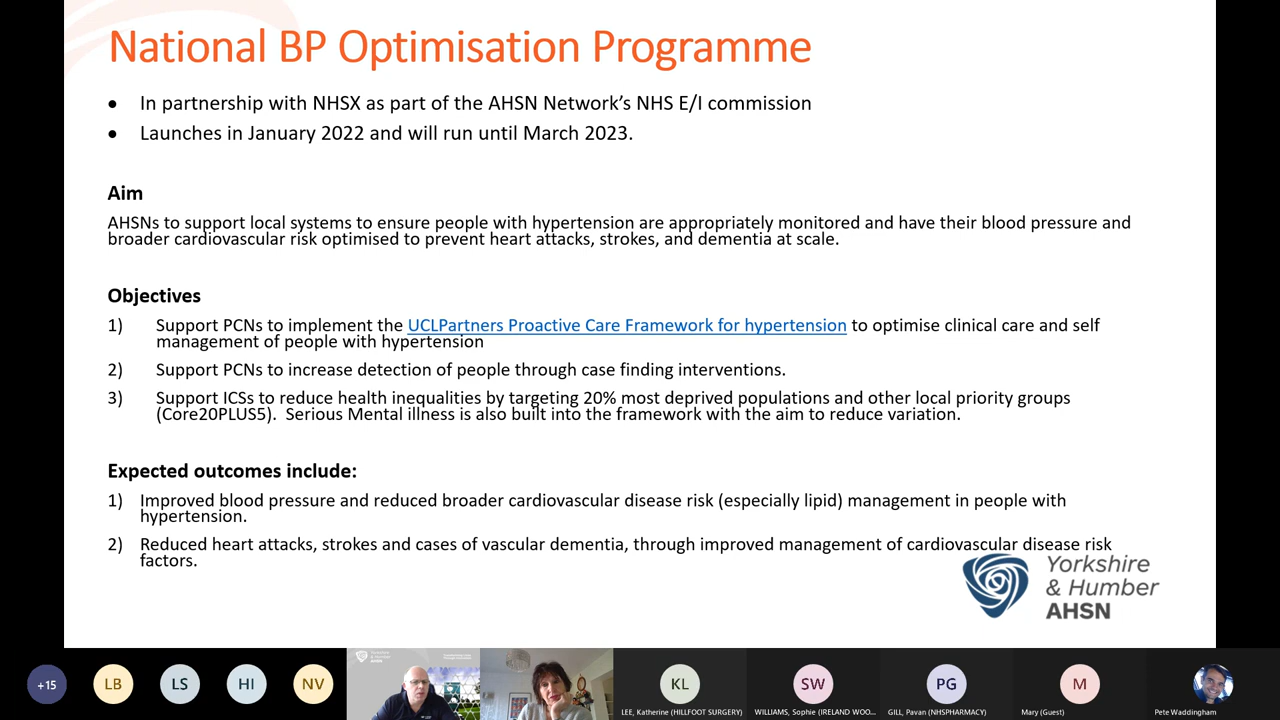 National BP Optimisation Programme
● In partnership with NHSX as part of the AHSN Network's NHS E/I commission
● Launches in January 2022 and will run until March 2023.
Aim
AHSNs to support local systems to ensure people with hypertension are appropriately monitored and have their blood pressure and
broader cardiovascular risk optimised to prevent heart attacks, strokes, and dementia at scale.
Objectives
1) Support PCNs to implement the UCLPartners Proactive Care Framework for hypertension to optimise clinical care and self
management of people with hypertension
2) Support PCNs to increase detection of people through case finding interventions.
3) Support ICSs to reduce health inequalities by targeting 20% most deprived populations and other local priority groups
(Core20PLUS5). Serious Mental illness is also built into the framework with the aim to reduce variation.
Expected outcomes include:
1) Improved blood pressure and reduced broader cardiovascular disease risk (especially lipid) management in people with
hypertension.
2) Reduced heart attacks, strokes and cases of vascular dementia, through improved management of cardiovascular disease risk
factors.
Yorkshire
& Humber
AHSN
+15 LB LS HI NV KL SW PG M
LEE, Katherine (HILLFOOT SURGERY) WILLIAMS, Sophie (IRELAND WOO... GILL, Pavan (NHSPHARMACY) Mary (Guest) Pete Waddingham